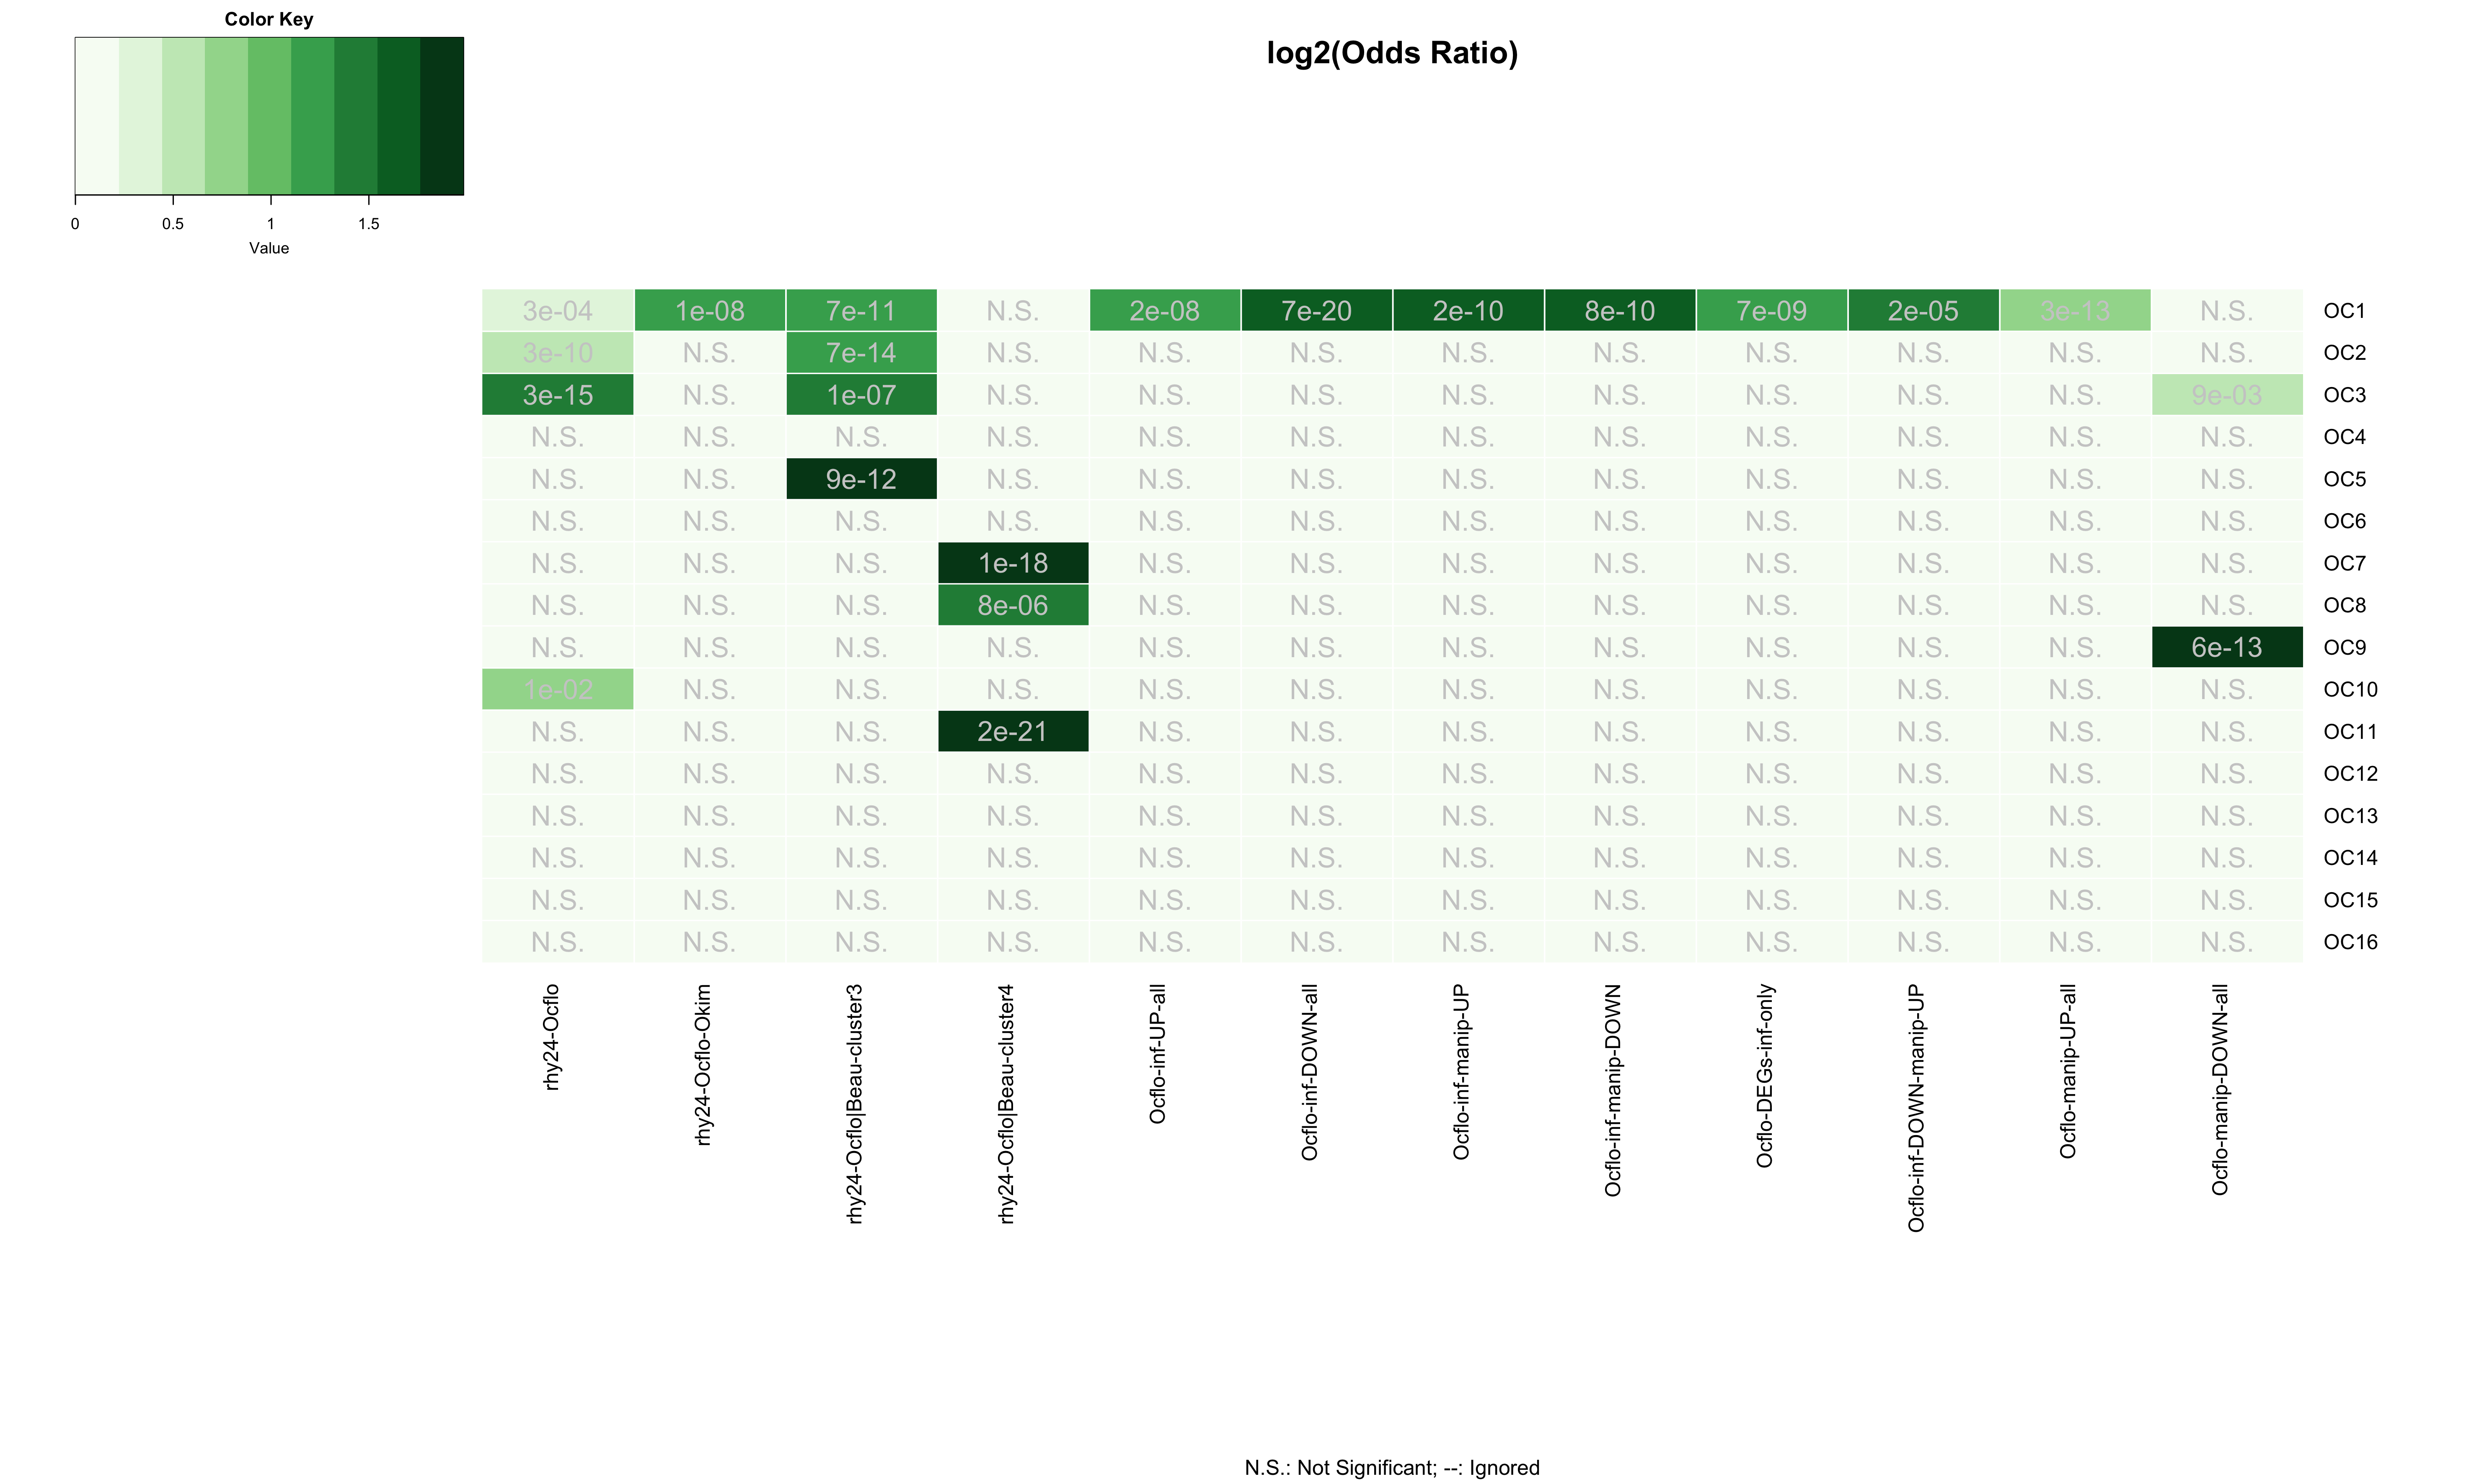 Color Key
log2(Odds Ratio)
0 0.5 1 1.5
Value
3e-04 1e-08 7e-11 N.S. 2e-08 7e-20 2e-10 8e-10 7e-09 2e-05 3e-13 N.S. OC1
3e-10 N.S. 7e-14 N.S. N.S. N.S. N.S. N.S. N.S. N.S. N.S. N.S. OC2
3e-15 N.S. 1e-07 N.S. N.S. N.S. N.S. N.S. N.S. N.S. N.S. 9e-03 OC3
N.S. N.S. N.S. N.S. N.S. N.S. N.S. N.S. N.S. N.S. N.S. N.S. OC4
N.S. N.S. 9e-12 N.S. N.S. N.S. N.S. N.S. N.S. N.S. N.S. N.S. OC5
N.S. N.S. N.S. N.S. N.S. N.S. N.S. N.S. N.S. N.S. N.S. N.S. OC6
N.S. N.S. N.S. 1e-18 N.S. N.S. N.S. N.S. N.S. N.S. N.S. N.S. OC7
N.S. N.S. N.S. 8e-06 N.S. N.S. N.S. N.S. N.S. N.S. N.S. N.S. OC8
N.S. N.S. N.S. N.S. N.S. N.S. N.S. N.S. N.S. N.S. N.S. 6e-13 OC9
1e-02 N.S. N.S. N.S. N.S. N.S. N.S. N.S. N.S. N.S. N.S. N.S. OC10
N.S. N.S. N.S. 2e-21 N.S. N.S. N.S. N.S. N.S. N.S. N.S. N.S. OC11
N.S. N.S. N.S. N.S. N.S. N.S. N.S. N.S. N.S. N.S. N.S. N.S. OC12
N.S. N.S. N.S. N.S. N.S. N.S. N.S. N.S. N.S. N.S. N.S. N.S. OC13
N.S. N.S. N.S. N.S. N.S. N.S. N.S. N.S. N.S. N.S. N.S. N.S. OC14
N.S. N.S. N.S. N.S. N.S. N.S. N.S. N.S. N.S. N.S. N.S. N.S. OC15
N.S. N.S. N.S. N.S. N.S. N.S. N.S. N.S. N.S. N.S. N.S. N.S. OC16
rhy24-Ocflo
rhy24-Ocflo-Okim
rhy24-Ocflo|Beau-cluster3
rhy24-Ocflo|Beau-cluster4
Ocflo-inf-UP-all
Ocflo-inf-DOWN-all
Ocflo-inf-manip-UP
Ocflo-inf-manip-DOWN
Ocflo-DEGs-inf-only
Ocflo-inf-DOWN-manip-UP
Ocflo-manip-UP-all
Ocflo-manip-DOWN-all
N.S.: Not Significant; --: Ignored